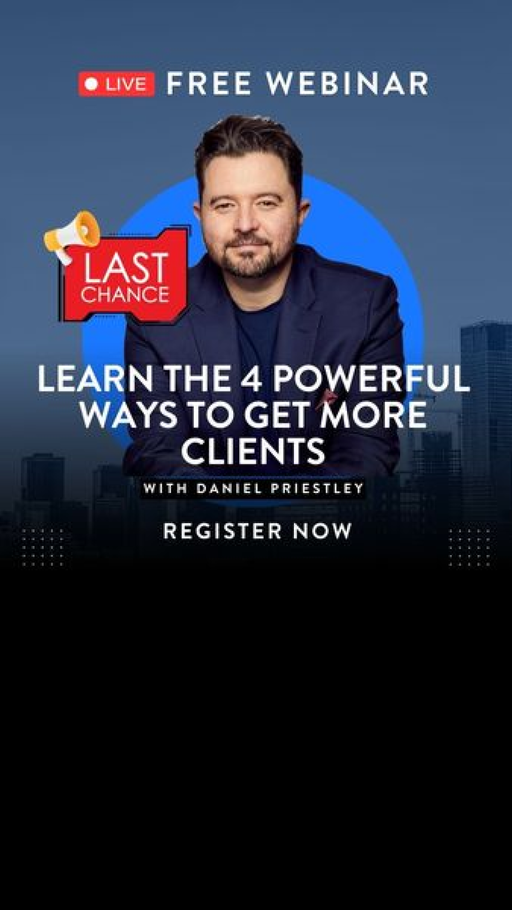 LIVE FREE WEBINAR
LAST
CHANCE
LEARN THE 4 POWERFUL
WAYS TO GET MORE
CLIENTS
WITH DANIEL PRIESTLEY
REGISTER NOW